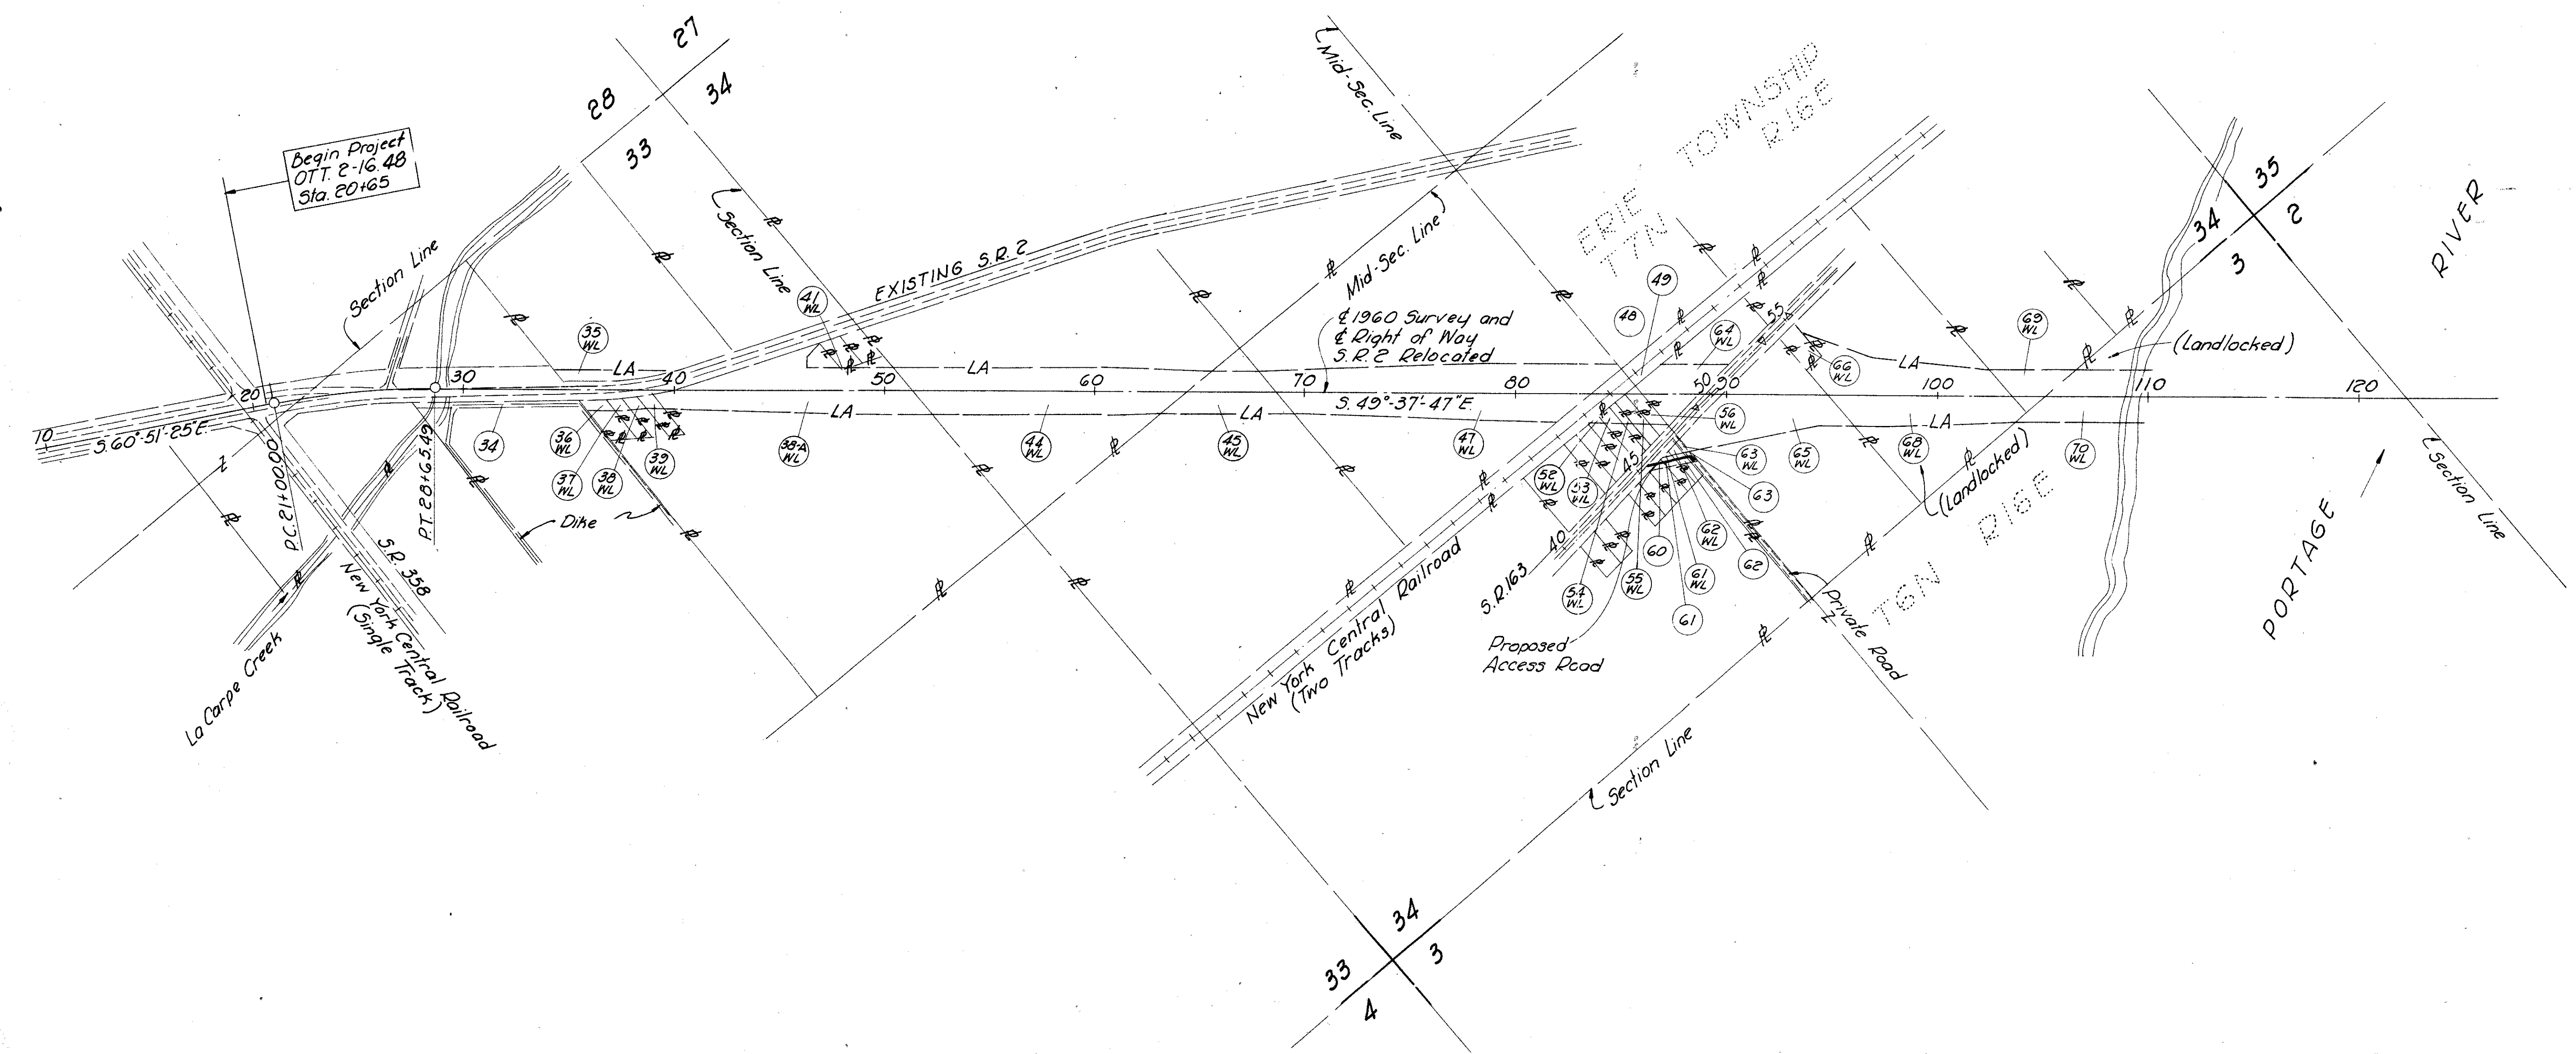 27
28
34
33
Begin Project
OTT. 2-16.48
Sta. 20+65
Section Line
Section Line
EXISTING S.R. 2
Mid-Sec. Line
Mid-Sec. Line
ERIE TOWNSHIP
T7N R16E
35
34
2
3
RIVER
PORTAGE
₵ 1960 Survey and
₵ Right of Way
S.R. 2 Relocated
(Landlocked)
(Landlocked)
41
WL
35
WL
49
48
64
WL
69
WL
66
WL
LA
LA
LA
LA
LA
LA
10
20
30
40
50
60
70
80
90
100
110
120
S. 60°-51'-25"E.
S. 49°-37'-47"E.
P.C. 21+00.00
P.T. 28+65.49
34
36
WL
37
WL
38
WL
39
WL
38-A
WL
44
WL
45
WL
47
WL
52
WL
53
WL
54
WL
55
WL
56
WL
60
61
WL
61
62
WL
62
63
WL
63
65
WL
68
WL
70
WL
40
45
50
55
Dike
S.R. 358
New York Central Railroad
(Single Track)
La Carpe Creek
New York Central Railroad
(Two Tracks)
S.R. 163
Proposed
Access Road
Private Road
T6N R16E
Section Line
Section Line
34
33
3
4